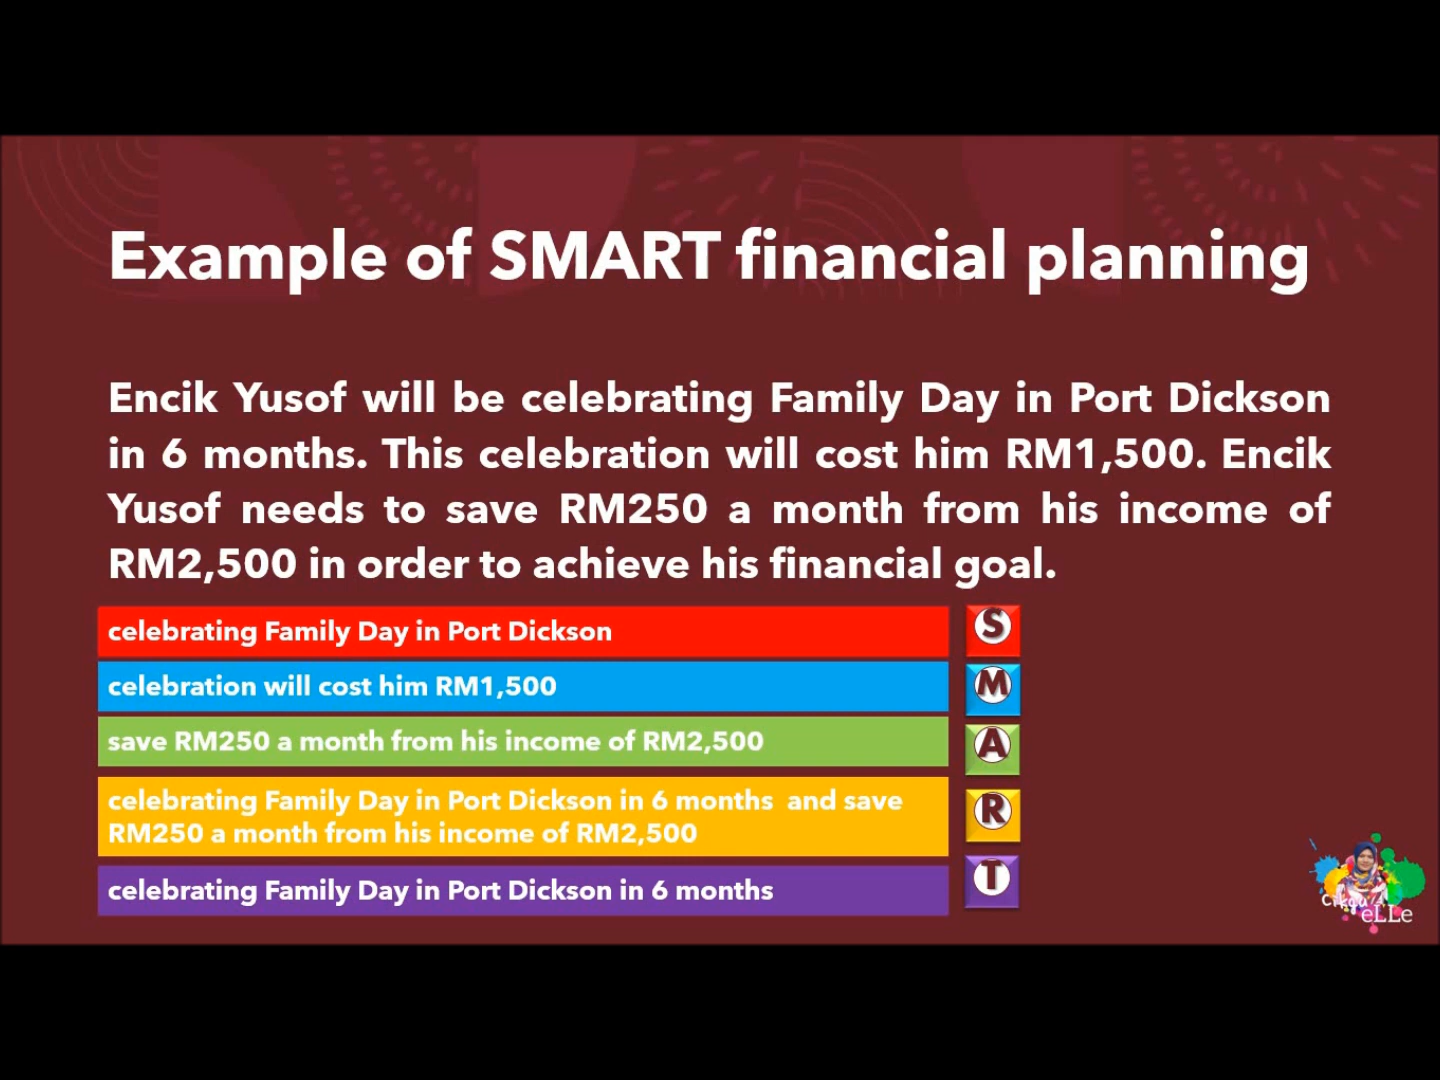 Example of SMART financial planning
Encik Yusof will be celebrating Family Day in Port Dickson
in 6 months. This celebration will cost him RM1,500. Encik
Yusof needs to save RM250 a month from his income of
RM2,500 in order to achieve his financial goal.
celebrating Family Day in Port Dickson
S
celebration will cost him RM1,500
M
save RM250 a month from his income of RM2,500
A
celebrating Family Day in Port Dickson in 6 months and save
RM250 a month from his income of RM2,500
R
celebrating Family Day in Port Dickson in 6 months
T
Cikgu
eLLe